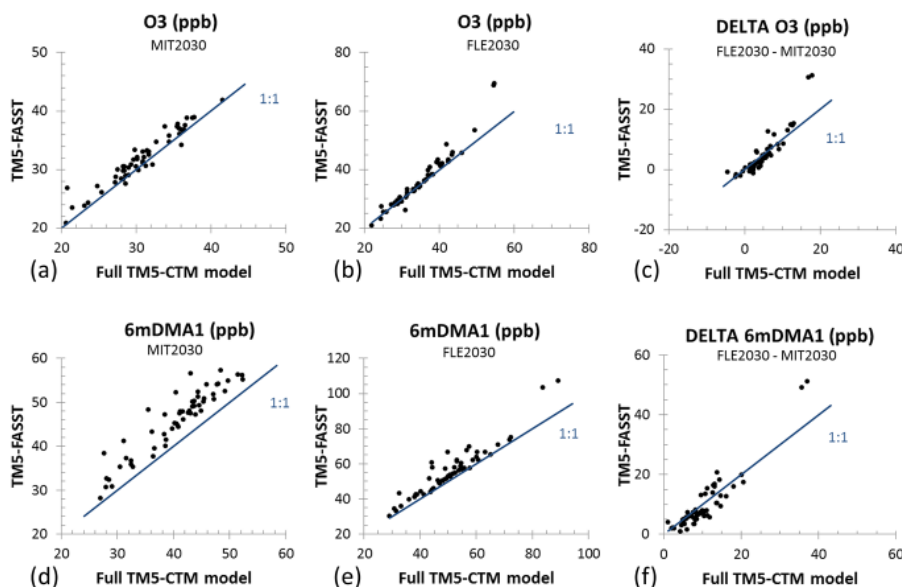 O3 (ppb)
MIT2030
50
40
30
20
20
30
40
50
TM5-FASST
1:1
(a)
Full TM5-CTM model
O3 (ppb)
FLE2030
80
60
40
20
20
40
60
80
TM5-FASST
1:1
(b)
Full TM5-CTM model
DELTA O3 (ppb)
FLE2030 - MIT2030
40
20
0
-20
-20
0
20
40
TM5-FASST
1:1
(c)
Full TM5-CTM model
6mDMA1 (ppb)
MIT2030
60
50
40
30
20
20
30
40
50
60
TM5-FASST
1:1
(d)
Full TM5-CTM model
6mDMA1 (ppb)
FLE2030
120
100
80
60
40
20
20
40
60
80
100
TM5-FASST
1:1
(e)
Full TM5-CTM model
DELTA 6mDMA1 (ppb)
FLE2030 - MIT2030
60
40
20
0
0
20
40
60
TM5-FASST
1:1
(f)
Full TM5-CTM model